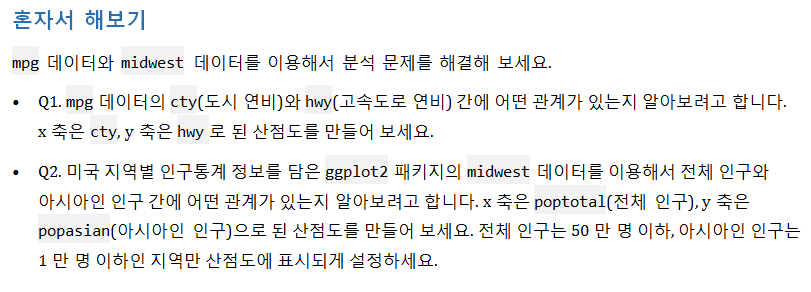 혼자서 해보기
mpg 데이터와 midwest 데이터를 이용해서 분석 문제를 해결해 보세요.
• Q1. mpg 데이터의 cty(도시 연비)와 hwy(고속도로 연비) 간에 어떤 관계가 있는지 알아보려고 합니다.
x 축은 cty, y 축은 hwy 로 된 산점도를 만들어 보세요.
• Q2. 미국 지역별 인구통계 정보를 담은 ggplot2 패키지의 midwest 데이터를 이용해서 전체 인구와
아시아인 인구 간에 어떤 관계가 있는지 알아보려고 합니다. x 축은 poptotal(전체 인구), y 축은
popasian(아시아인 인구)으로 된 산점도를 만들어 보세요. 전체 인구는 50 만 명 이하, 아시아인 인구는
1 만 명 이하인 지역만 산점도에 표시되게 설정하세요.